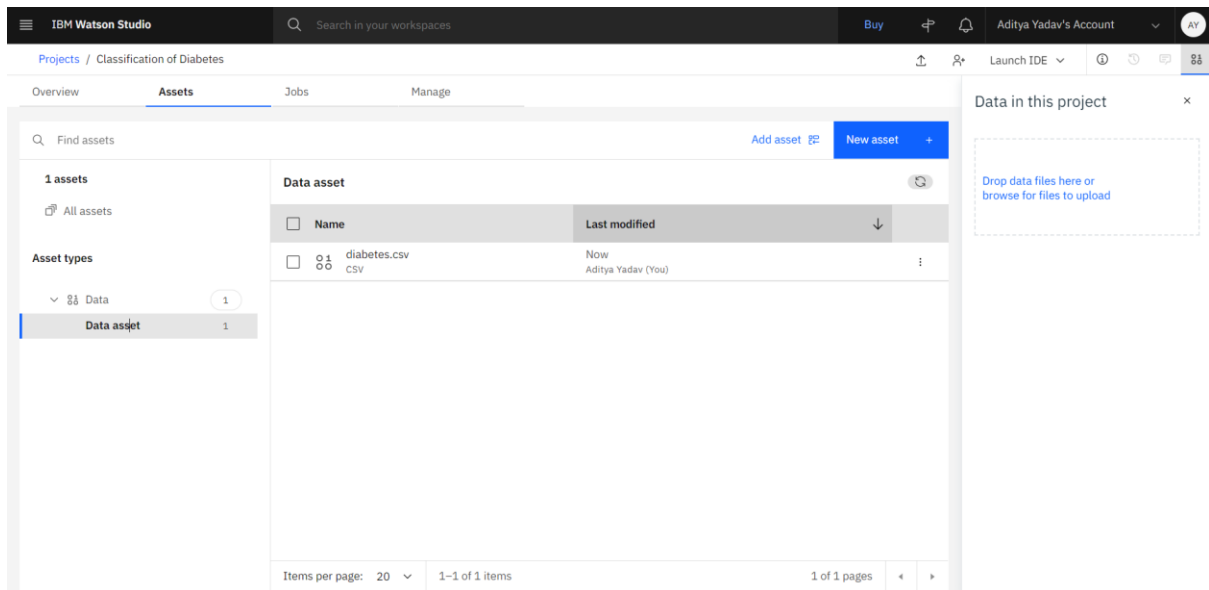 IBM Watson Studio
Search in your workspaces
Buy
Aditya Yadav's Account
AY
Projects / Classification of Diabetes
Launch IDE
Overview
Assets
Jobs
Manage
Data in this project
Find assets
Add asset
New asset +
1 assets
All assets
Data asset
Drop data files here or
browse for files to upload
Name
Last modified
Asset types
diabetes.csv
CSV
Now
Aditya Yadav (You)
Data
1
Data asset
1
Items per page: 20
1–1 of 1 items
1 of 1 pages